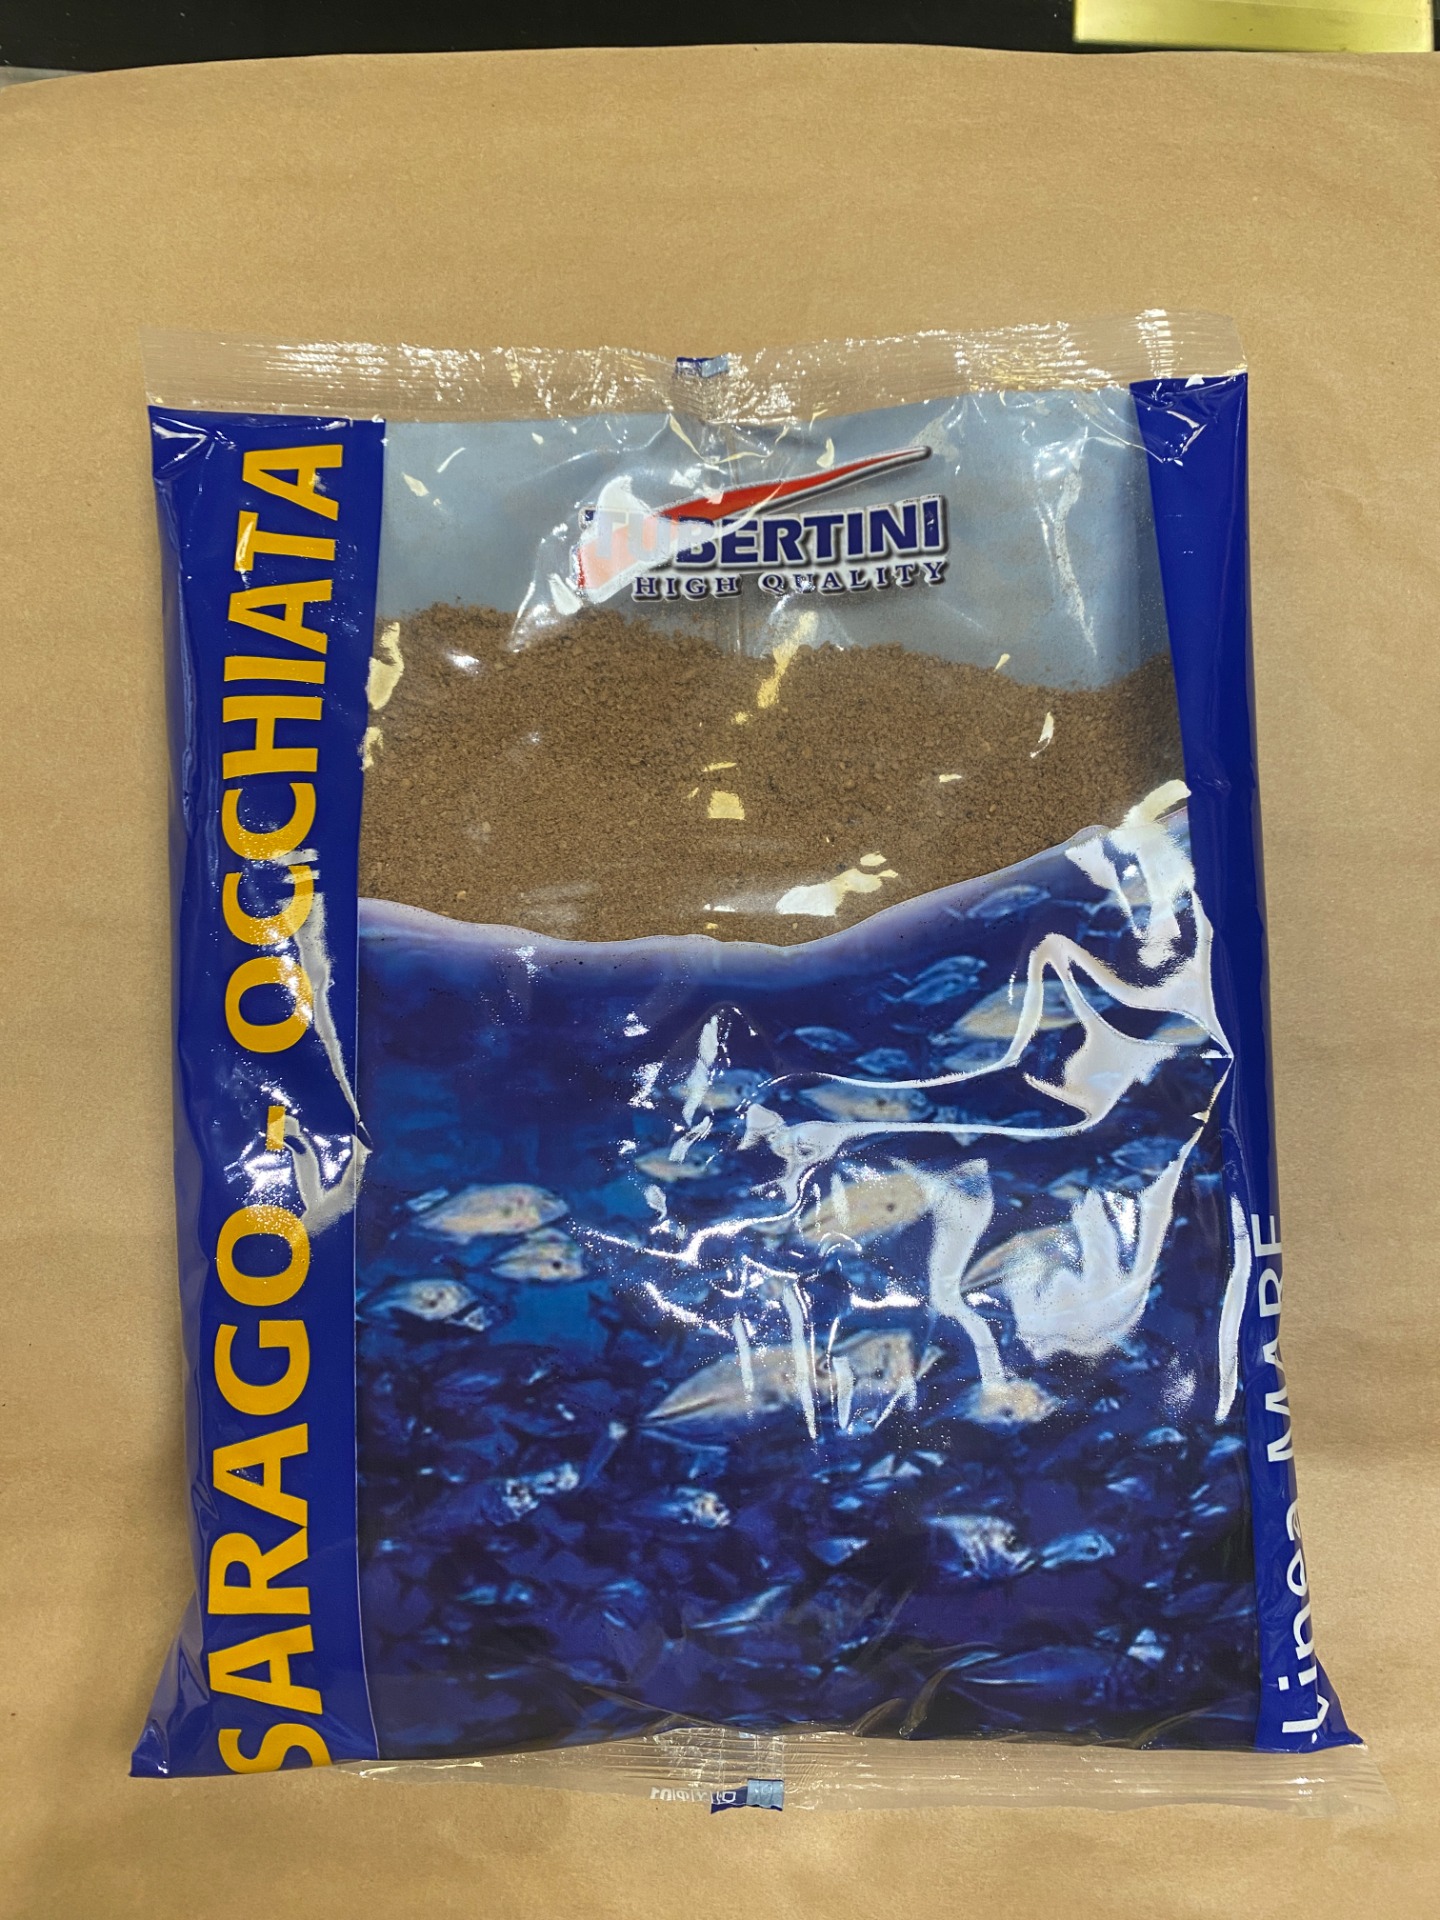 TUBERTINI
HIGH QUALITY
SARAGO - OCCHIATA
Linea MARE